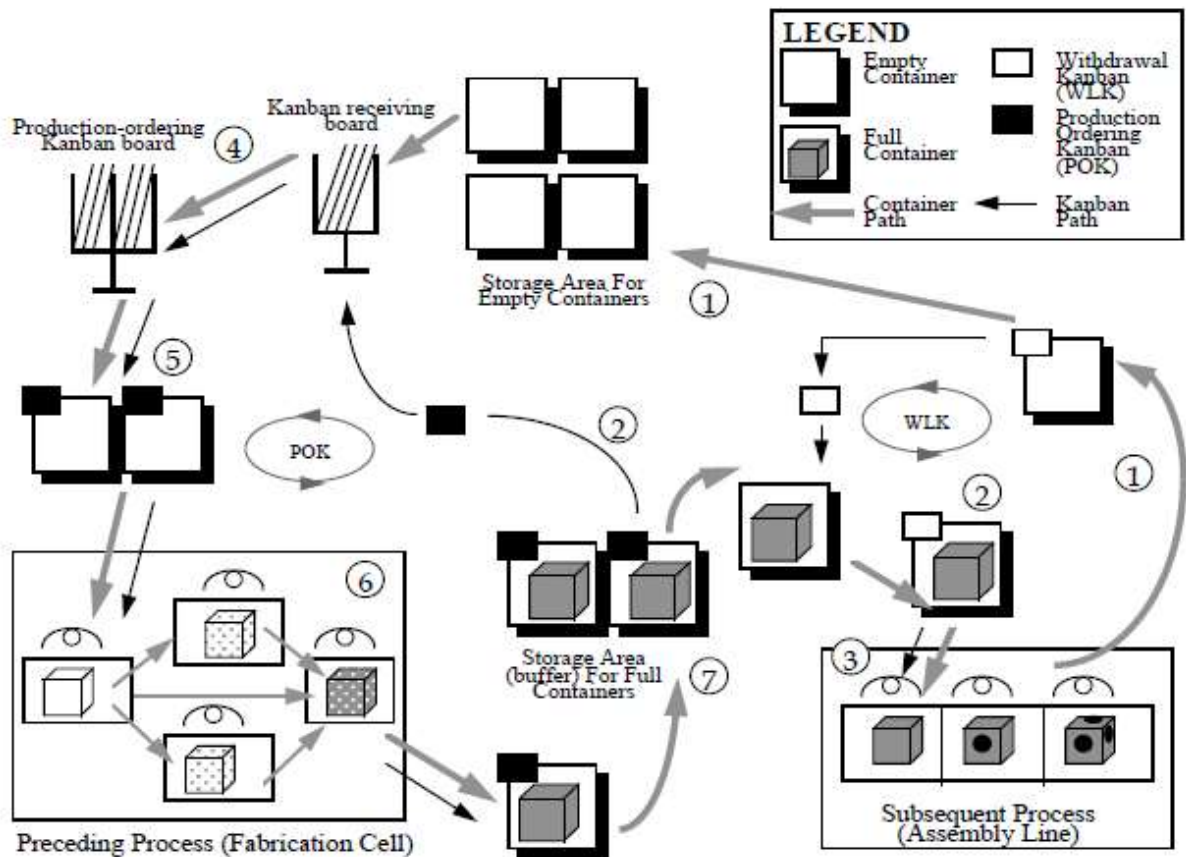 LEGEND
Empty
Container
Withdrawal
Kanban
(WLK)
Full
Container
Production
Ordering
Kanban
(POK)
Container
Path
Kanban
Path
Production-ordering
Kanban board
4
Kanban receiving
board
Storage Area For
Empty Containers
1
5
POK
2
WLK
1
2
6
Storage Area
(buffer) For Full
Containers
7
3
Preceding Process (Fabrication Cell)
Subsequent Process
(Assembly Line)